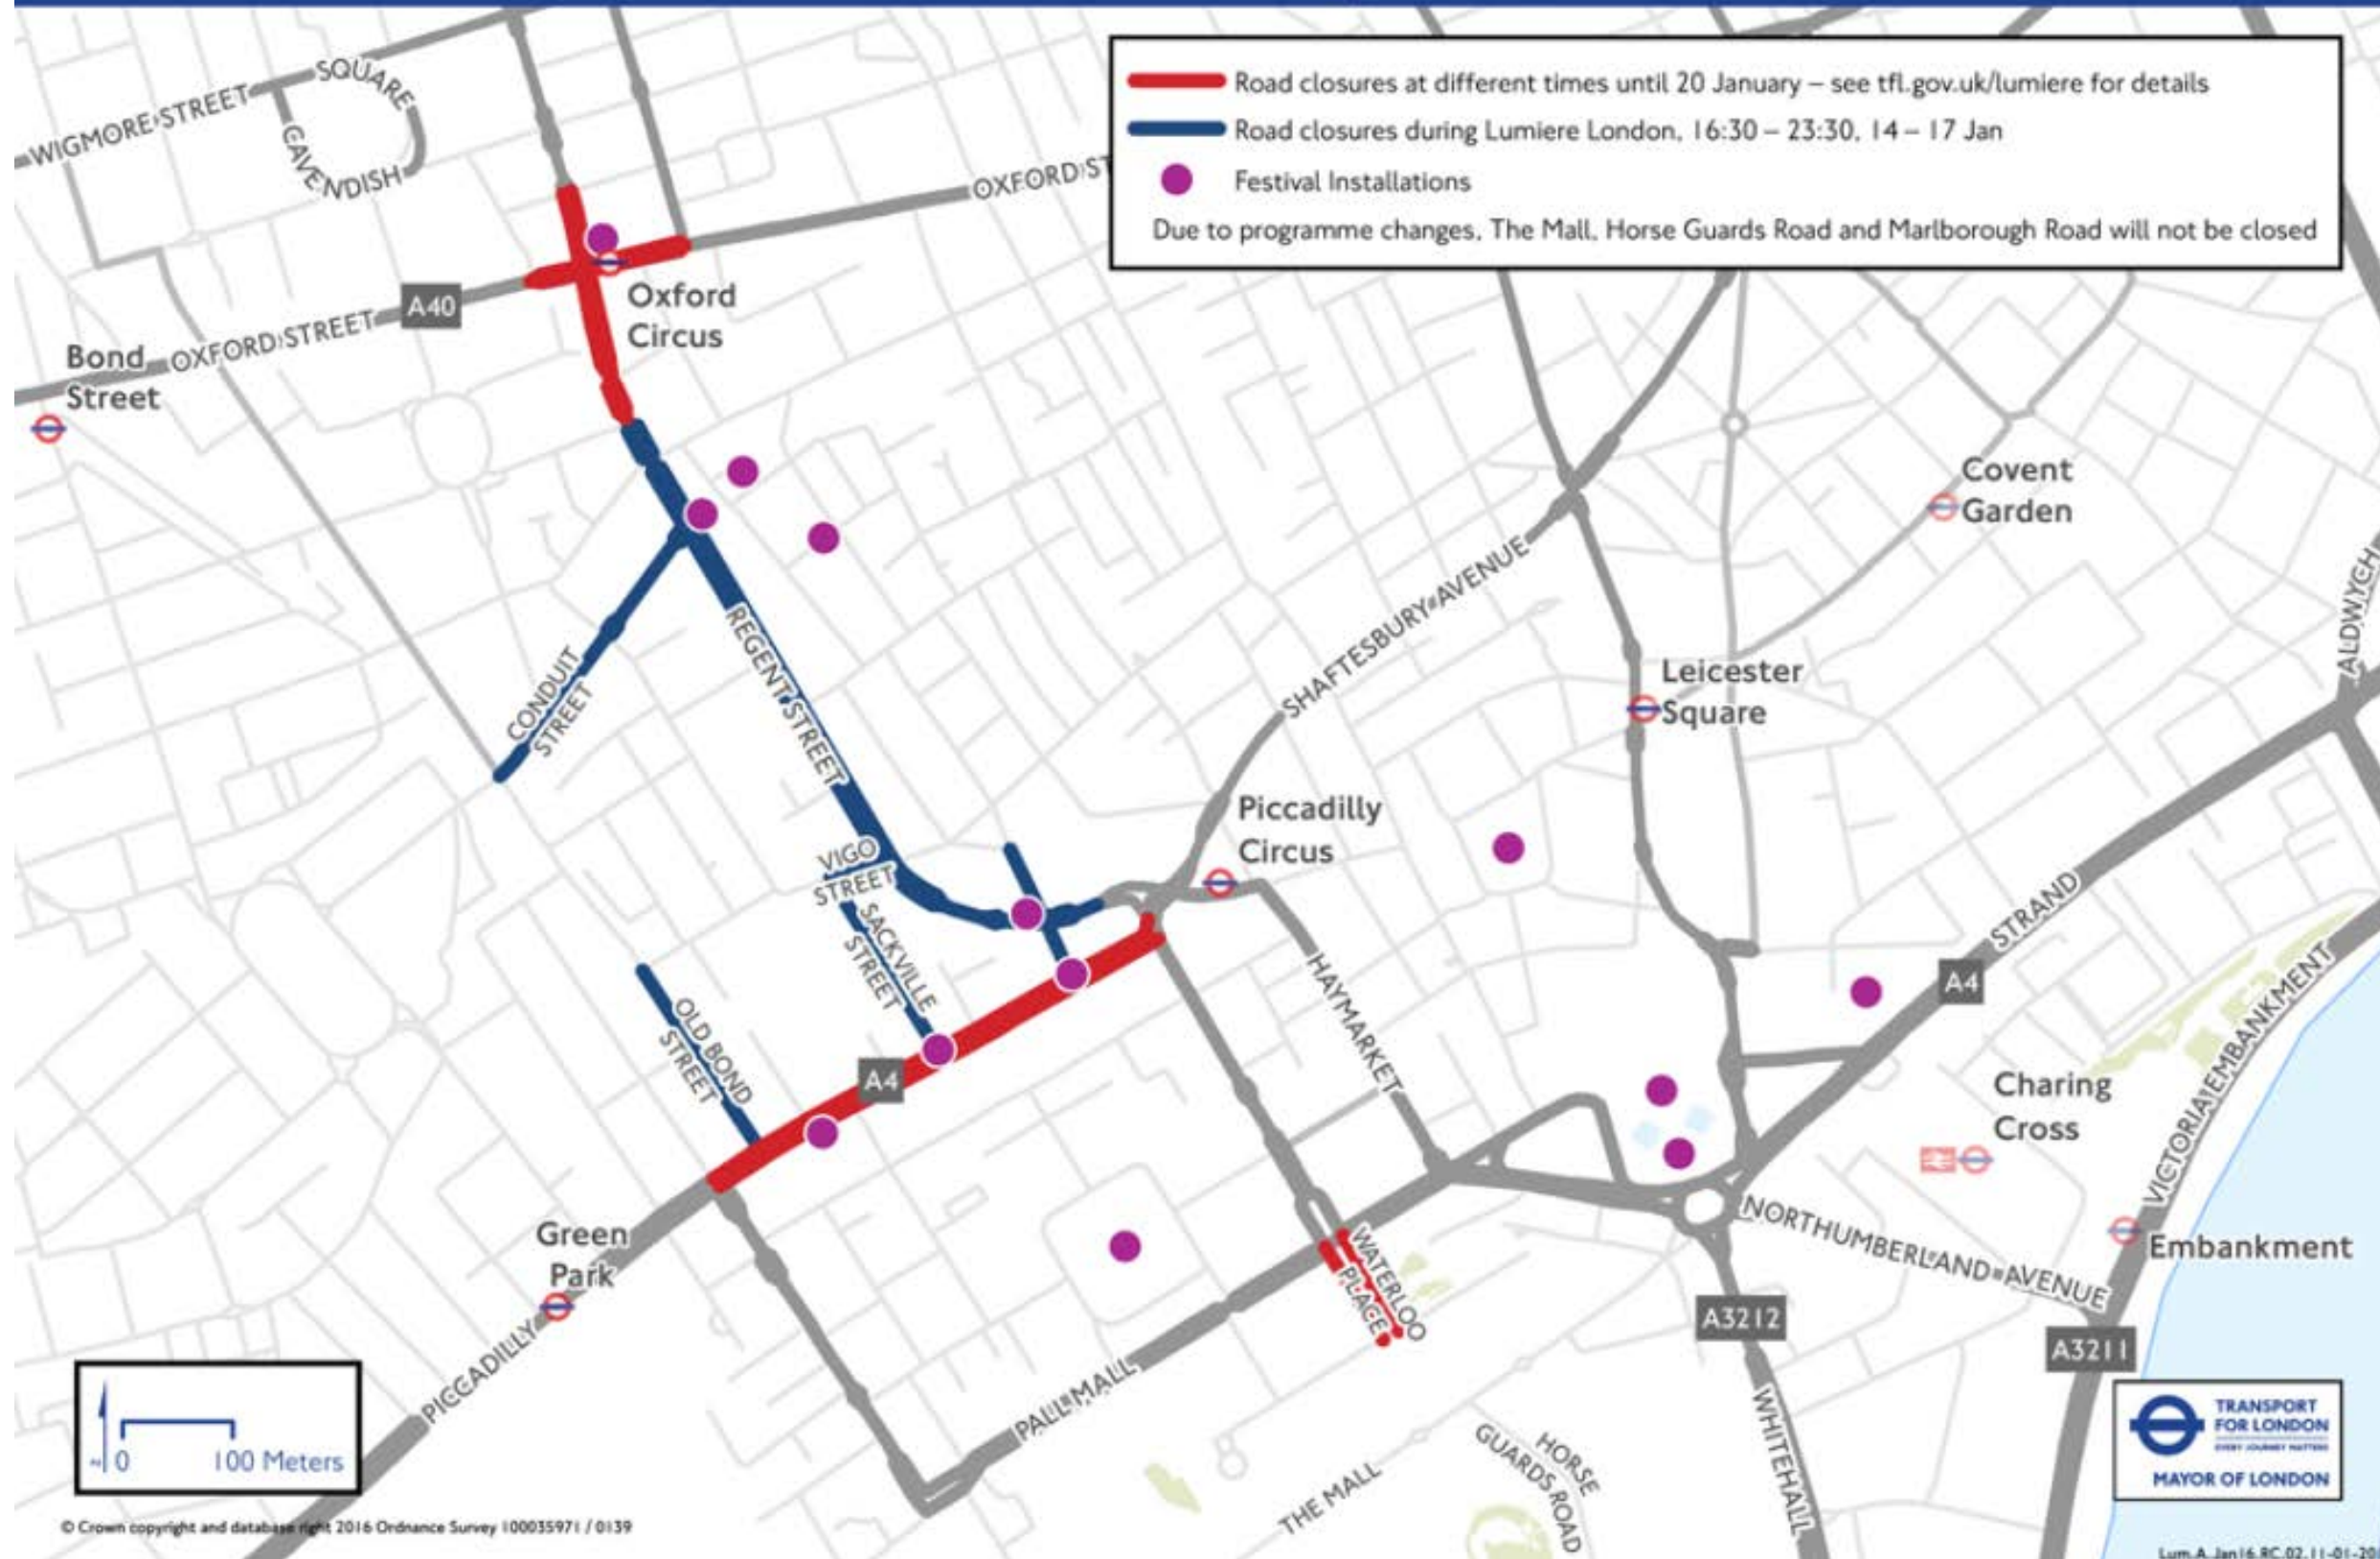 Road closures at different times until 20 January – see tfl.gov.uk/lumiere for details
Road closures during Lumiere London, 16:30 – 23:30, 14 – 17 Jan
Festival Installations
Due to programme changes, The Mall, Horse Guards Road and Marlborough Road will not be closed
WIGMORE STREET
SQUARE
CAVENDISH
OXFORD ST
A40
OXFORD STREET
Oxford
Circus
Bond
Street
Covent
Garden
SHAFTESBURY AVENUE
ALDWYCH
CONDUIT
STREET
REGENT STREET
Leicester
Square
Piccadilly
Circus
VIGO
STREET
SACKVILLE
STREET
OLD BOND
STREET
A4
HAYMARKET
STRAND
A4
VICTORIA EMBANKMENT
Charing
Cross
Green
Park
PICCADILLY
WATERLOO
PLACE
NORTHUMBERLAND AVENUE
Embankment
A3212
A3211
PALL MALL
WHITEHALL
THE MALL
HORSE
GUARDS ROAD
N
0 100 Meters
TRANSPORT
FOR LONDON
EVERY JOURNEY MATTERS
MAYOR OF LONDON
© Crown copyright and database right 2016 Ordnance Survey 100035971 / 0139